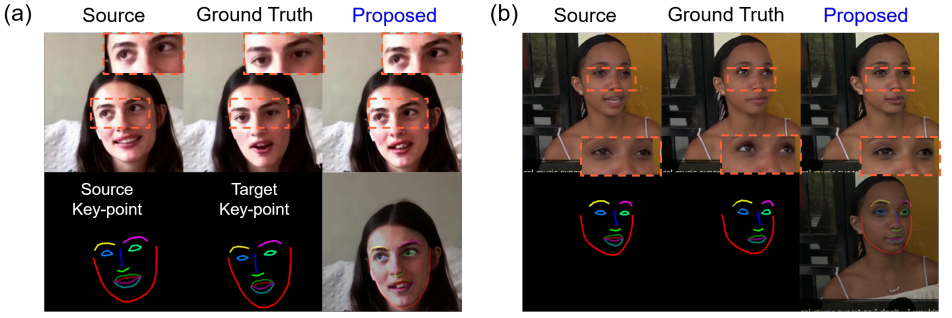 (a)
Source
Ground Truth
Proposed
Source
Key-point
Target
Key-point
(b)
Source
Ground Truth
Proposed